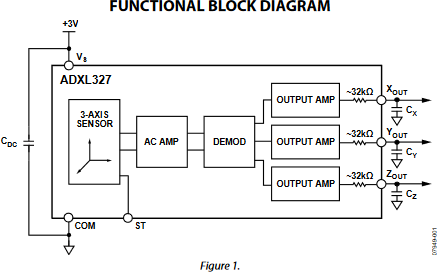 FUNCTIONAL BLOCK DIAGRAM
+3V
VS
ADXL327
3-AXIS
SENSOR
AC AMP
DEMOD
OUTPUT AMP
~32kΩ
XOUT
CX
OUTPUT AMP
~32kΩ
YOUT
CY
OUTPUT AMP
~32kΩ
ZOUT
CZ
CDC
COM
ST
07949-001
Figure 1.